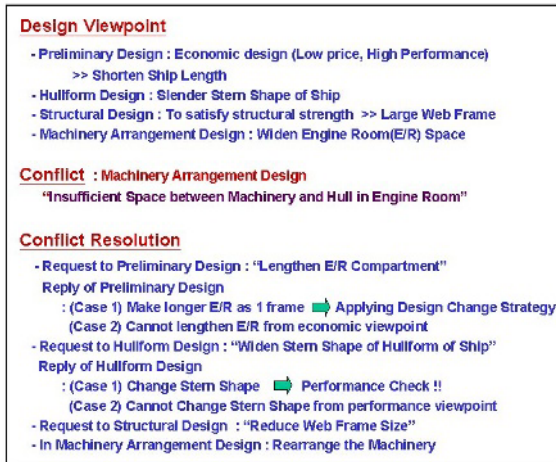 Design Viewpoint
- Preliminary Design : Economic design (Low price, High Performance)
>> Shorten Ship Length
- Hullform Design : Slender Stern Shape of Ship
- Structural Design : To satisfy structural strength >> Large Web Frame
- Machinery Arrangement Design : Widen Engine Room(E/R) Space
Conflict : Machinery Arrangement Design
"Insufficient Space between Machinery and Hull in Engine Room"
Conflict Resolution
- Request to Preliminary Design : "Lengthen E/R Compartment"
Reply of Preliminary Design
: (Case 1) Make longer E/R as 1 frame ⇒ Applying Design Change Strategy
(Case 2) Cannot lengthen E/R from economic viewpoint
- Request to Hullform Design : "Widen Stern Shape of Hullform of Ship"
Reply of Hullform Design
: (Case 1) Change Stern Shape ⇒ Performance Check !!
(Case 2) Cannot Change Stern Shape from performance viewpoint
- Request to Structural Design : "Reduce Web Frame Size"
- In Machinery Arrangement Design : Rearrange the Machinery